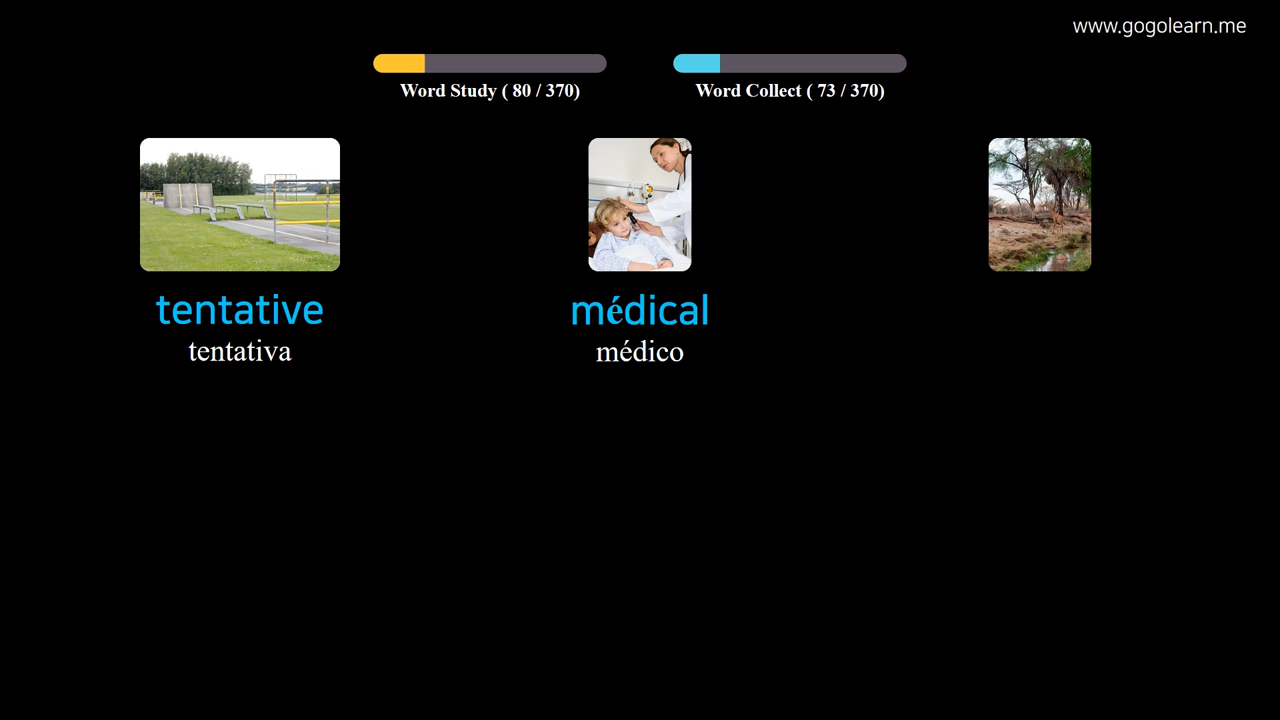 www.gogolearn.me
Word Study ( 80 / 370)
Word Collect ( 73 / 370)
tentative
tentativa
médical
médico